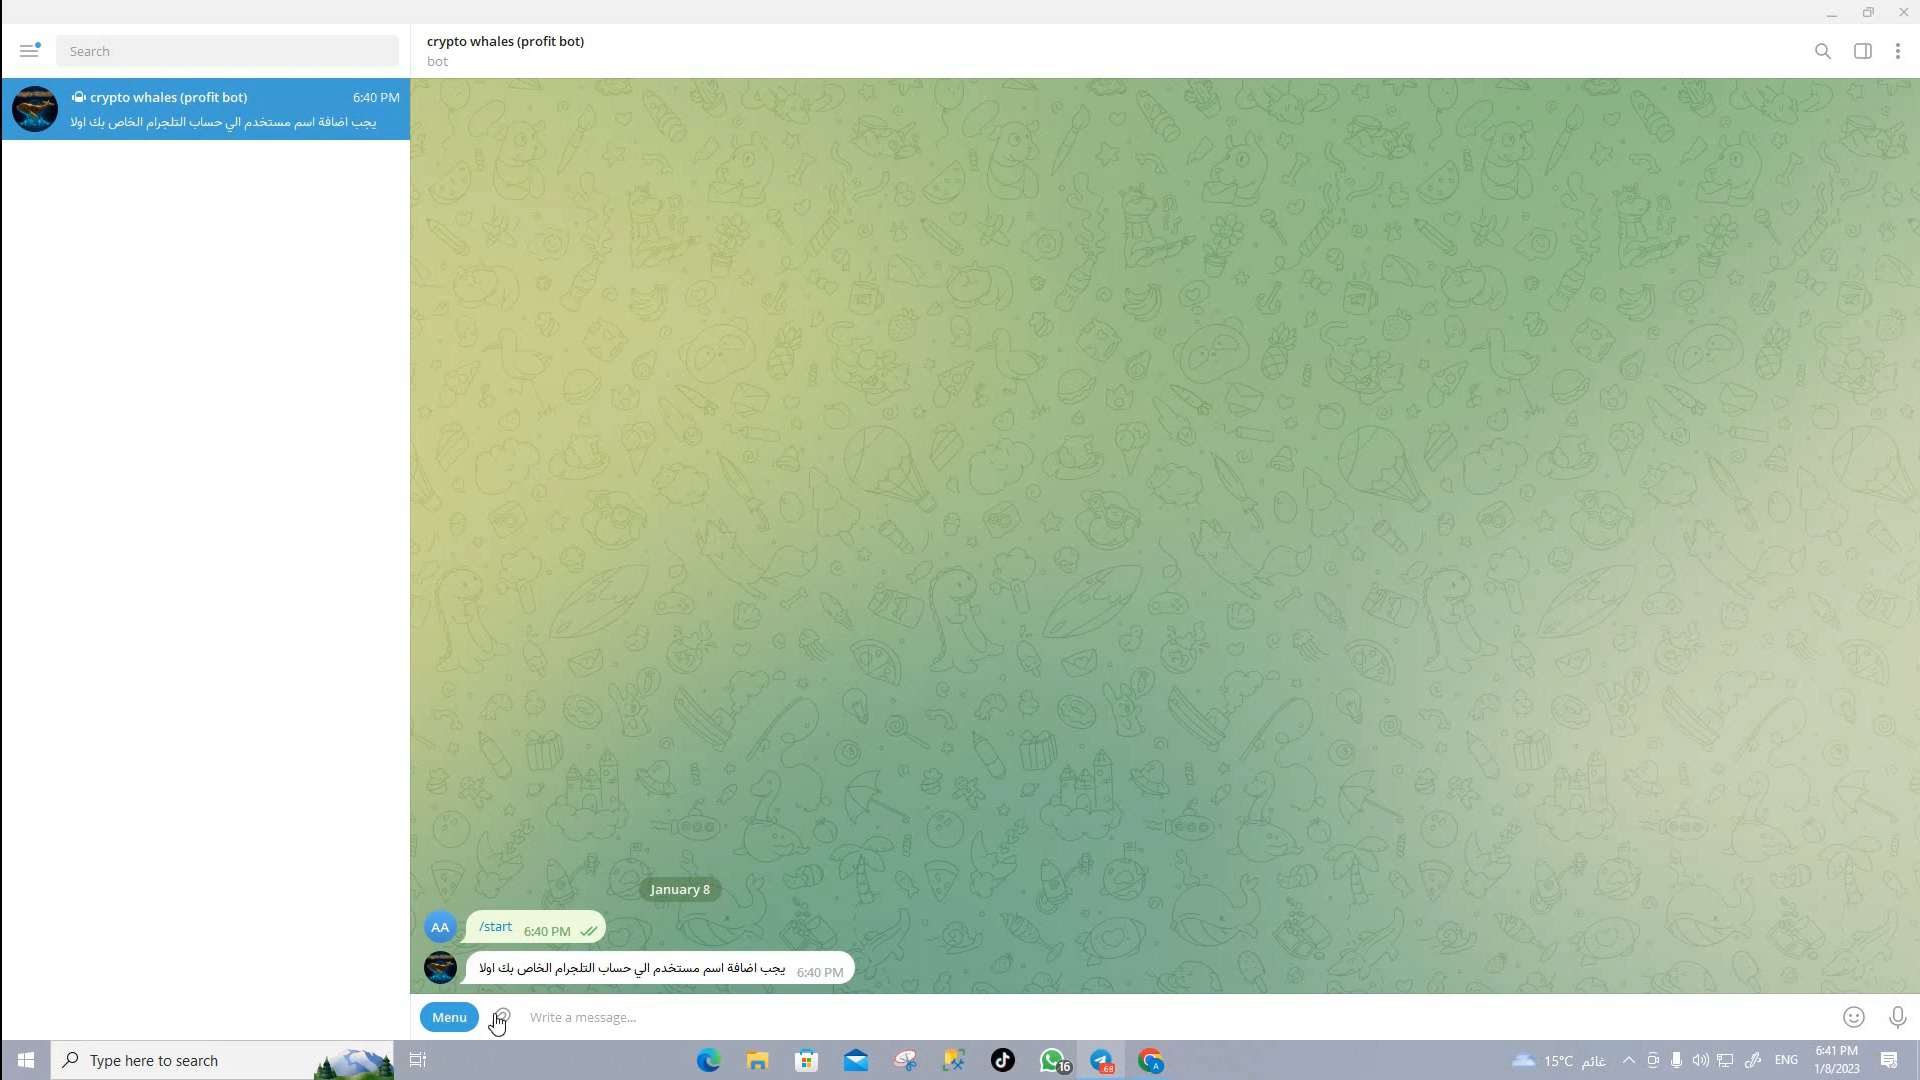 Search
crypto whales (profit bot)
bot
crypto whales (profit bot)
6:40 PM
يجب اضافة اسم مستخدم الي حساب التلجرام الخاص بك اولا
January 8
AA
/start
6:40 PM
يجب اضافة اسم مستخدم الي حساب التلجرام الخاص بك اولا
6:40 PM
Menu
Write a message...
Type here to search
16
68
A
15°C غائم
ENG
6:41 PM
1/8/2023